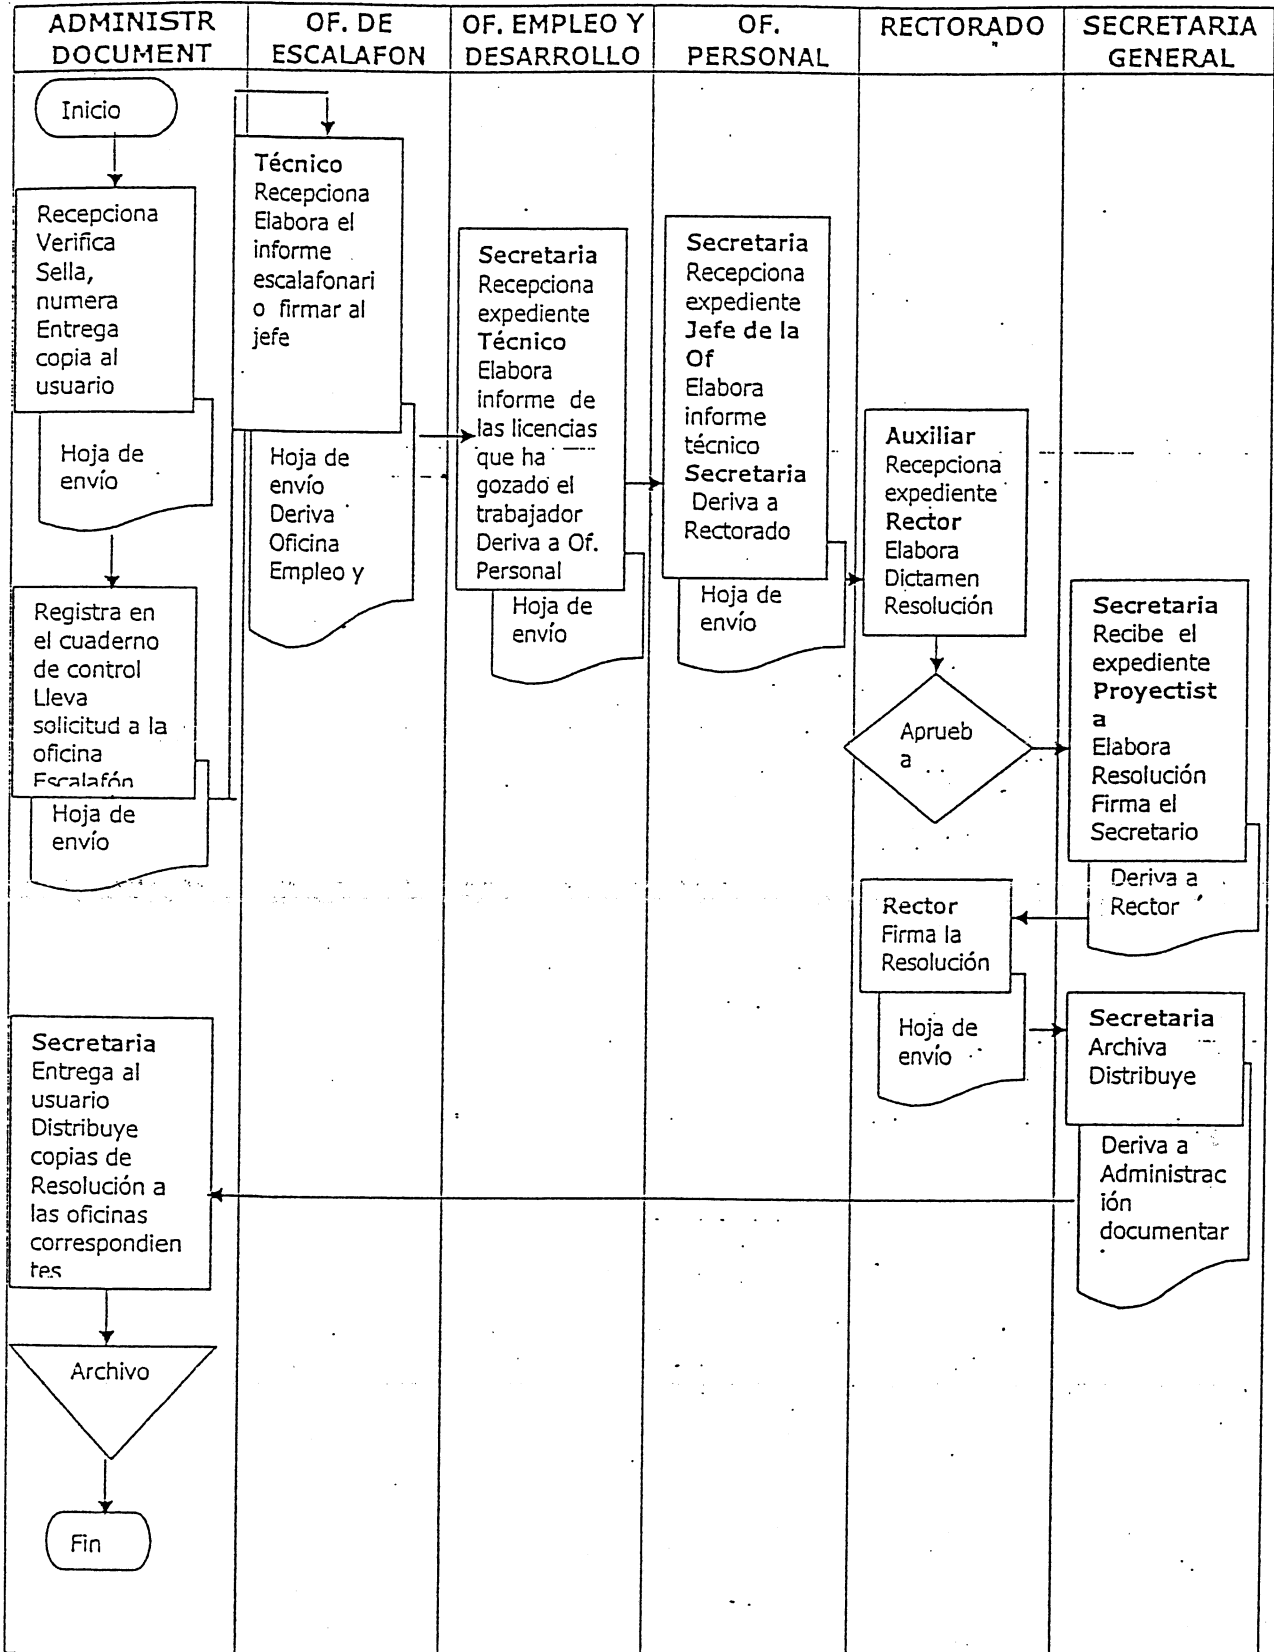 ADMINISTR
DOCUMENT
OF. DE
ESCALAFON
OF. EMPLEO Y
DESARROLLO
OF.
PERSONAL
RECTORADO
SECRETARIA
GENERAL
Inicio
Recepciona
Verifica
Sella,
numera
Entrega
copia al
usuario
Hoja de
envío
Registra en
el cuaderno
de control
Lleva
solicitud a la
oficina
Escalafón
Hoja de
envío
Técnico
Recepciona
Elabora el
informe
escalafonari
o firmar al
jefe
Hoja de
envío
Deriva
Oficina
Empleo y
Secretaria
Recepciona
expediente
Técnico
Elabora
informe de
las licencias
que ha
gozado el
trabajador
Deriva a Of.
Personal
Hoja de
envío
Secretaria
Recepciona
expediente
Jefe de la
Of
Elabora
informe
técnico
Secretaria
Deriva a
Rectorado
Hoja de
envío
Auxiliar
Recepciona
expediente
Rector
Elabora
Dictamen
Resolución
Aprueb
a
Secretaria
Recibe el
expediente
Proyectist
a
Elabora
Resolución
Firma el
Secretario
Deriva a
Rector
Rector
Firma la
Resolución
Hoja de
envío
Secretaria
Archiva
Distribuye
Deriva a
Administrac
ión
documentar
Secretaria
Entrega al
usuario
Distribuye
copias de
Resolución a
las oficinas
correspondien
tes
Archivo
Fin